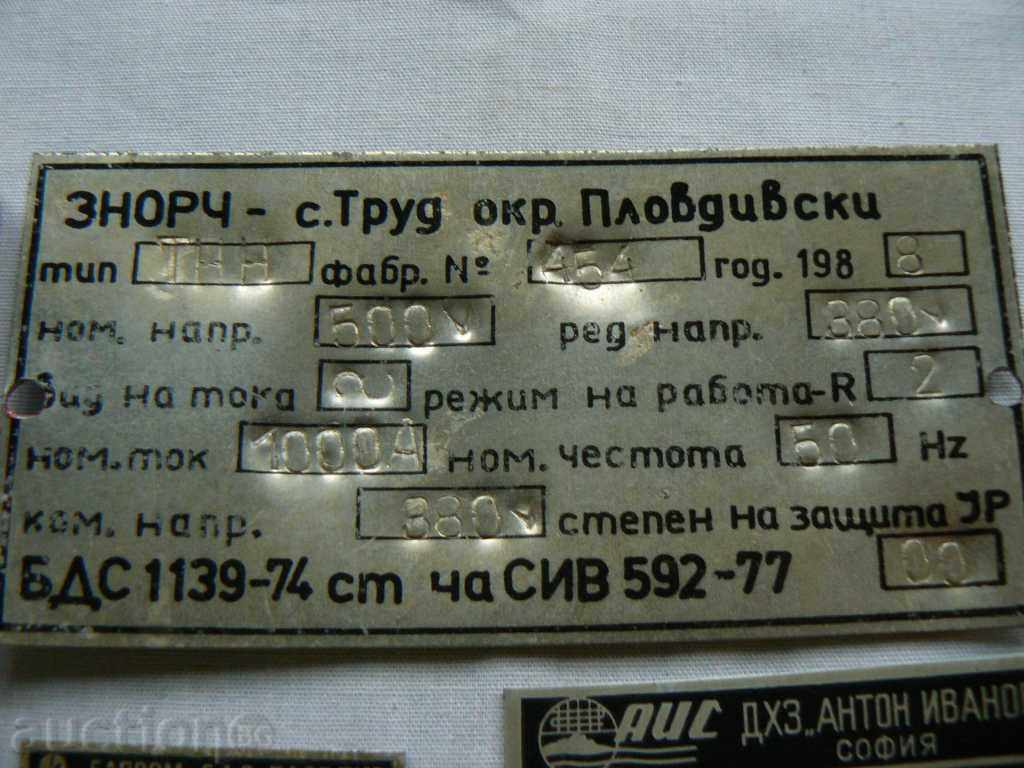 ЗНОРЧ - с. Труд окр. Пловдивски
тип ТНН фабр. № 454 год. 198 8
ном. напр. 500V ред. напр. 380V
вид на тока ~ режим на работа-R 2
ном. ток 1000A ном. честота 50 Hz
ком. напр. 380V степен на защита JP
00
БДС 1139-74 ст ча СИВ 592-77
АИС ДХЗ „АНТОН ИВАНОВ
СОФИЯ
auction.bg